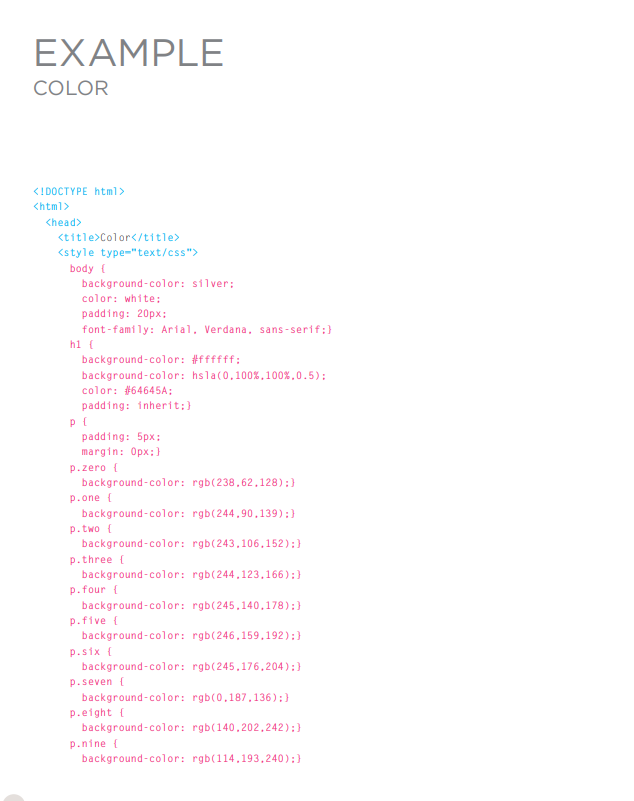 EXAMPLE
COLOR
<!DOCTYPE html>
<html>
<head>
<title>Color</title>
<style type="text/css">
body {
background-color: silver;
color: white;
padding: 20px;
font-family: Arial, Verdana, sans-serif;}
h1 {
background-color: #ffffff;
background-color: hsla(0,100%,100%,0.5);
color: #64645A;
padding: inherit;}
p {
padding: 5px;
margin: 0px;}
p.zero {
background-color: rgb(238,62,128);}
p.one {
background-color: rgb(244,90,139);}
p.two {
background-color: rgb(243,106,152);}
p.three {
background-color: rgb(244,123,166);}
p.four {
background-color: rgb(245,140,178);}
p.five {
background-color: rgb(246,159,192);}
p.six {
background-color: rgb(245,176,204);}
p.seven {
background-color: rgb(0,187,136);}
p.eight {
background-color: rgb(140,202,242);}
p.nine {
background-color: rgb(114,193,240);}